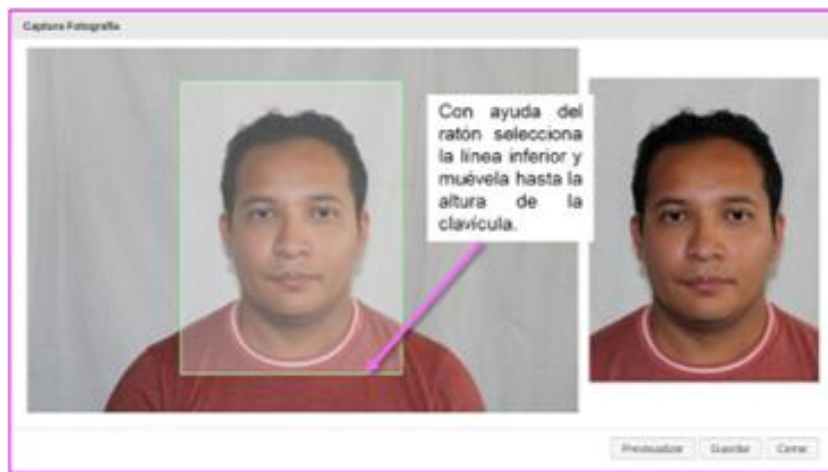 Captura Fotografía
Con ayuda del
ratón selecciona
la línea inferior y
muévela hasta la
altura de la
clavícula.
Previsualizar Guardar Cerrar